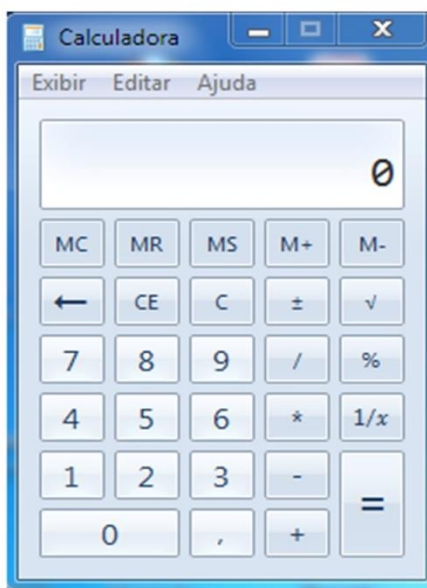 Calculadora
Exibir Editar Ajuda
0
MC MR MS M+ M-
← CE C ± √
7 8 9 / %
4 5 6 * 1/x
1 2 3 - =
0 , +